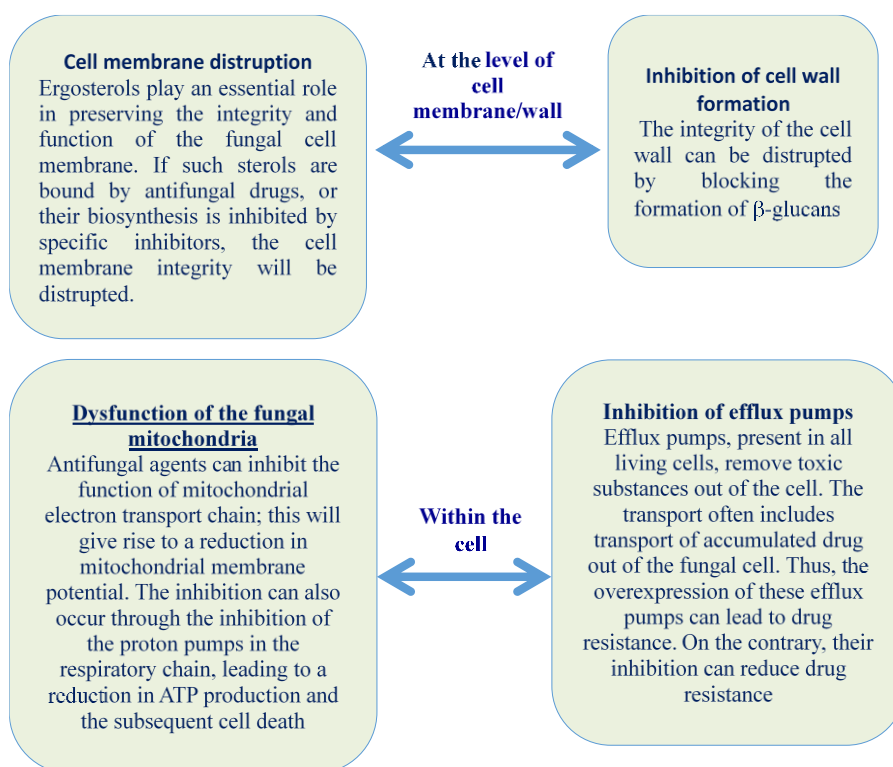 Cell membrane distruption
Ergosterols play an essential role
in preserving the integrity and
function of the fungal cell
membrane. If such sterols are
bound by antifungal drugs, or
their biosynthesis is inhibited by
specific inhibitors, the cell
membrane integrity will be
distrupted.
At the level of
cell
membrane/wall
Inhibition of cell wall
formation
The integrity of the cell
wall can be distrupted
by blocking the
formation of β-glucans
Dysfunction of the fungal
mitochondria
Antifungal agents can inhibit the
function of mitochondrial
electron transport chain; this will
give rise to a reduction in
mitochondrial membrane
potential. The inhibition can also
occur through the inhibition of
the proton pumps in the
respiratory chain, leading to a
reduction in ATP production and
the subsequent cell death
Within the
cell
Inhibition of efflux pumps
Efflux pumps, present in all
living cells, remove toxic
substances out of the cell. The
transport often includes
transport of accumulated drug
out of the fungal cell. Thus, the
overexpression of these efflux
pumps can lead to drug
resistance. On the contrary, their
inhibition can reduce drug
resistance